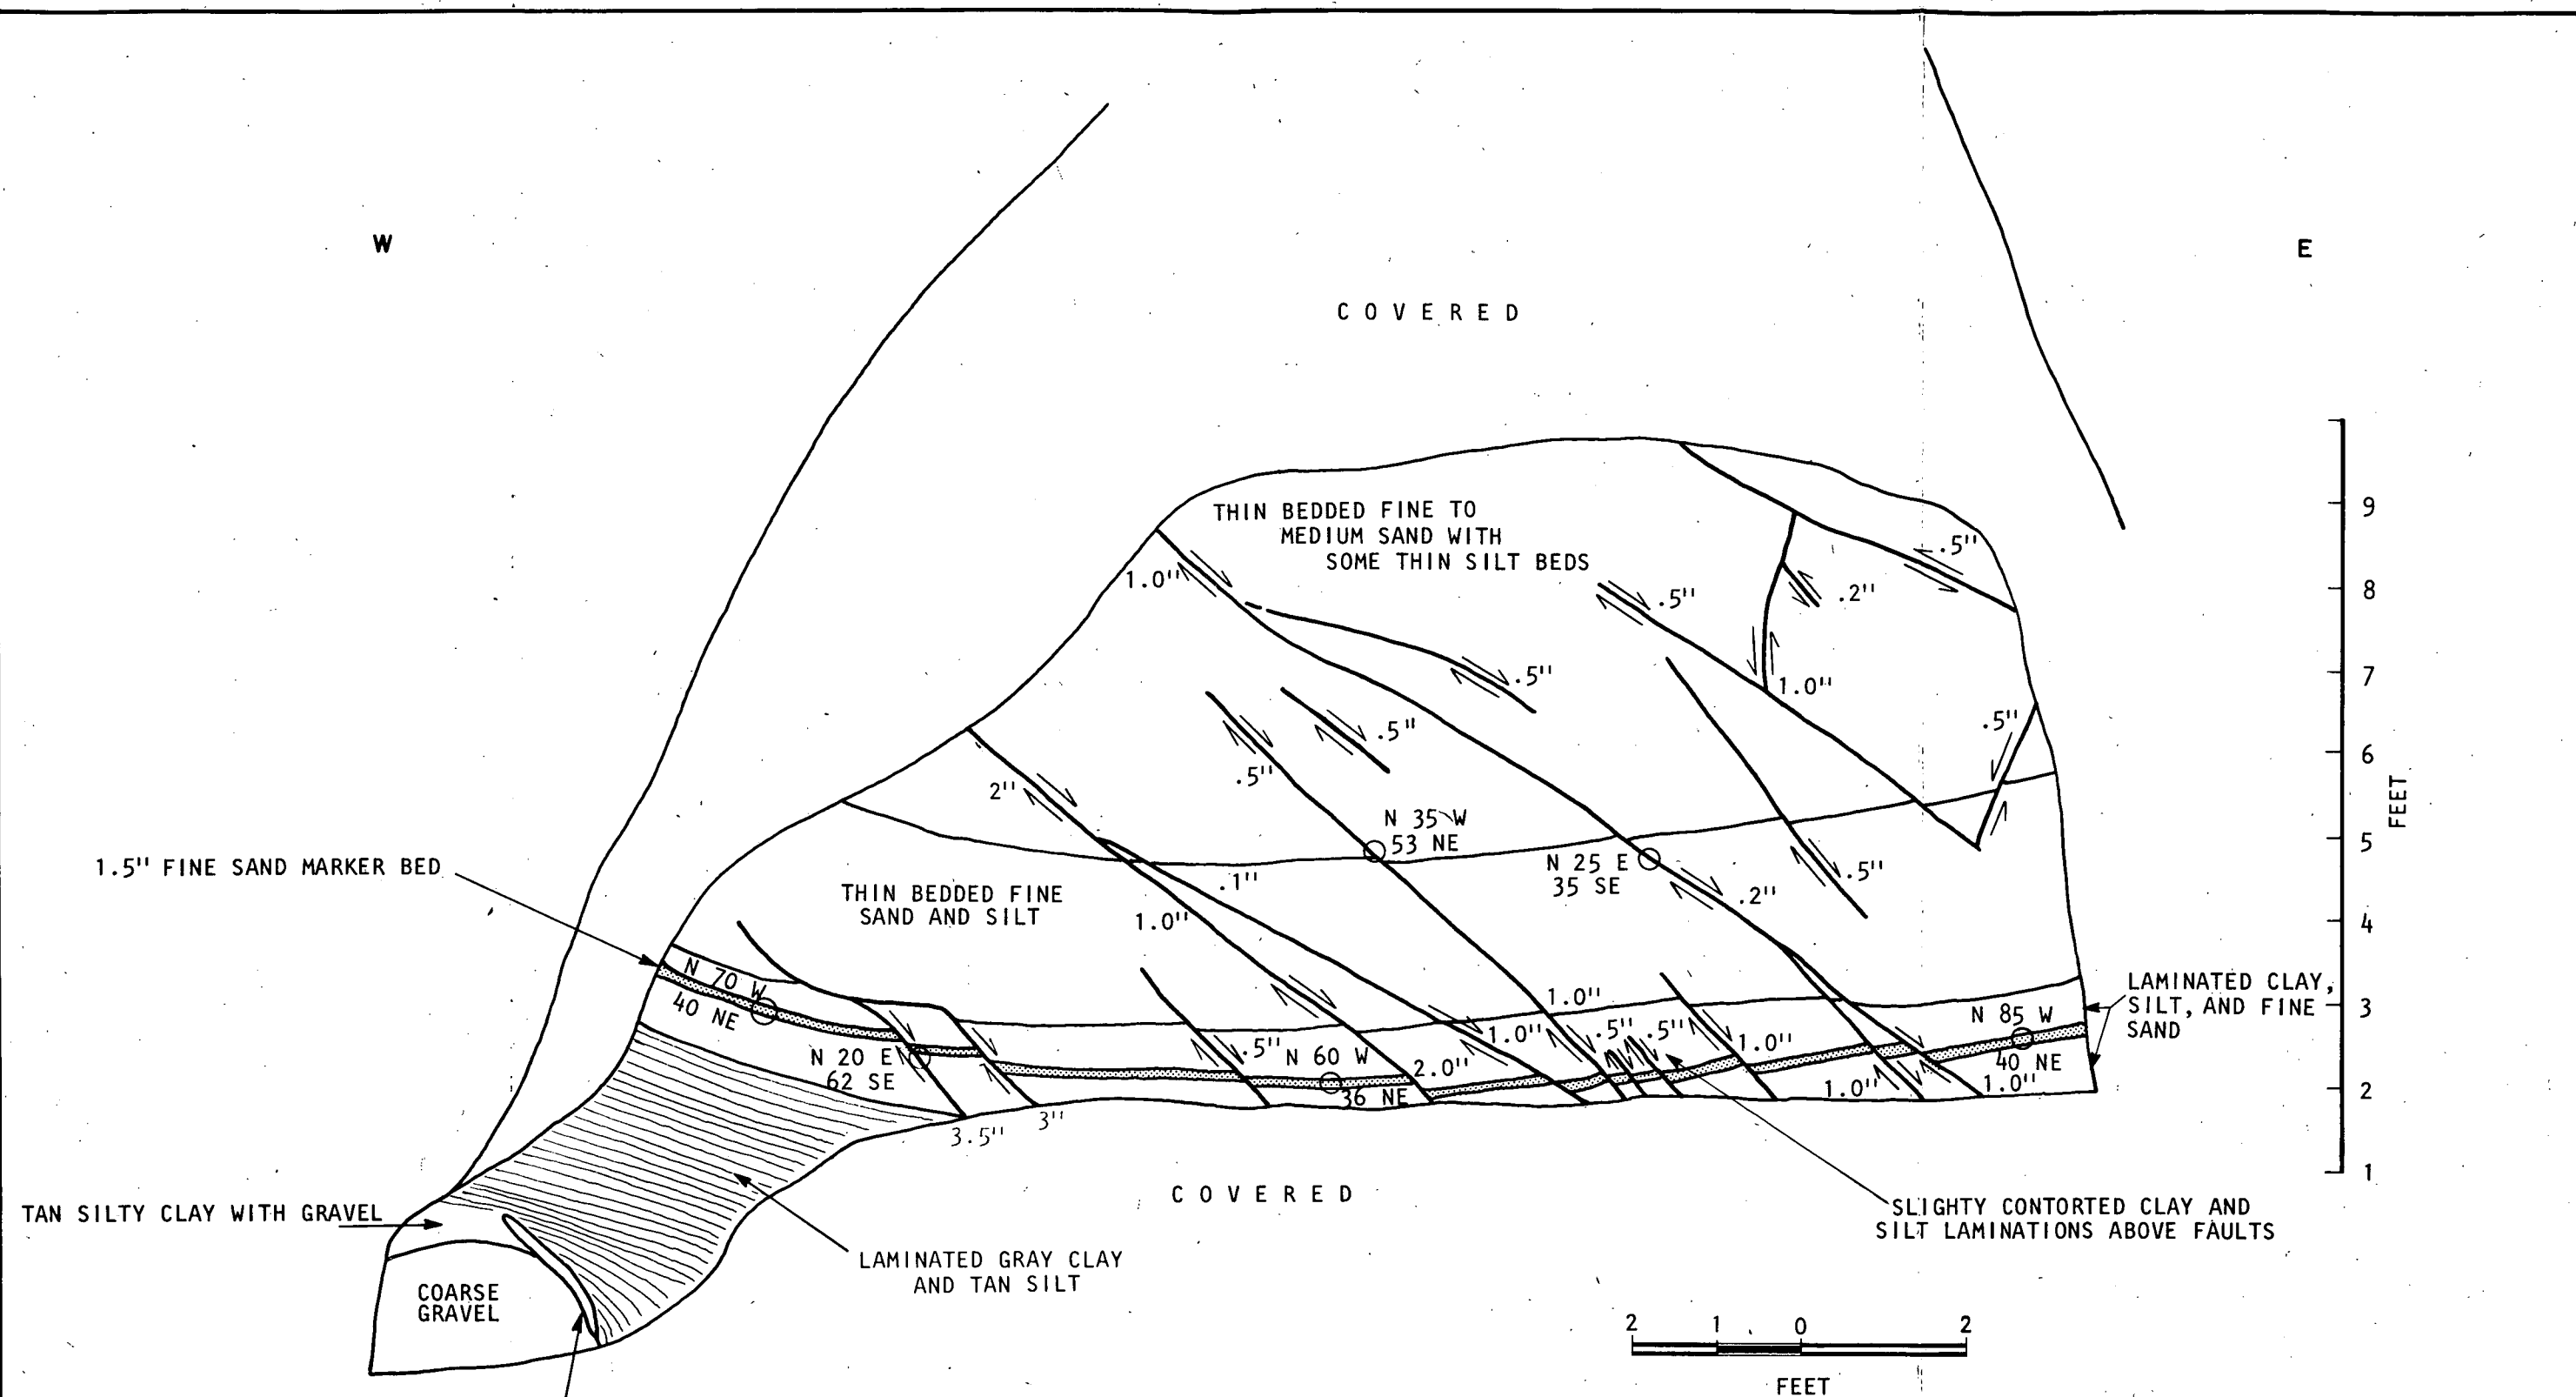 W
E
C O V E R E D
THIN BEDDED FINE TO
MEDIUM SAND WITH
SOME THIN SILT BEDS
9
8
7
6
5
4
3
2
1
FEET
.5"
.2"
1.0"
.5"
1.0"
.5"
.5"
.5"
.5"
2"
N 35 W
53 NE
N 25 E
35 SE
.5"
.2"
.1"
1.0"
1.5" FINE SAND MARKER BED
THIN BEDDED FINE
SAND AND SILT
N 70 W
40 NE
N 20 E
62 SE
3.5"
3"
.5"
N 60 W
36 NE
2.0"
1.0"
1.0"
.5"
.5"
1.0"
1.0"
1.0"
N 85 W
40 NE
LAMINATED CLAY,
SILT, AND FINE
SAND
SLIGHTY CONTORTED CLAY AND
SILT LAMINATIONS ABOVE FAULTS
C O V E R E D
TAN SILTY CLAY WITH GRAVEL
LAMINATED GRAY CLAY
AND TAN SILT
COARSE
GRAVEL
2 1 0 2
FEET